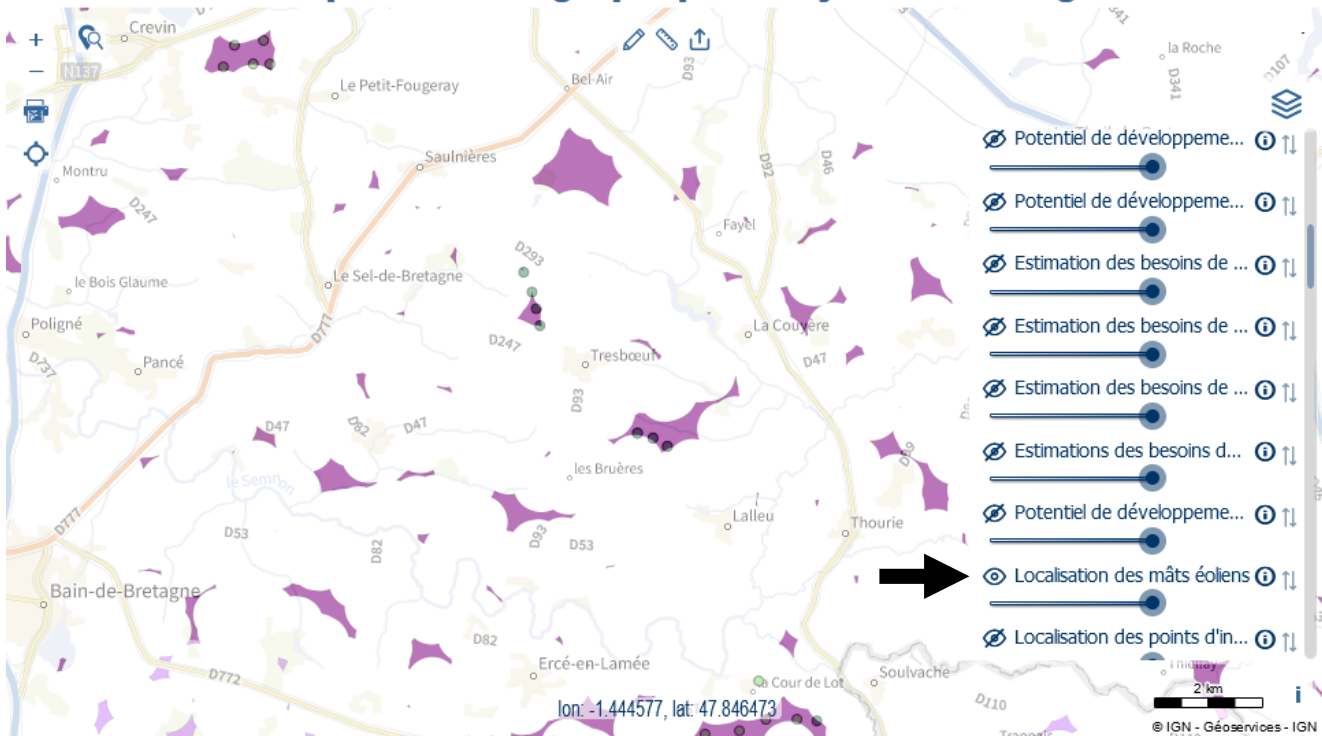 Crevin
la Roche
D341
D107
N137
D93
D341
Le Petit-Fougeray
Bel-Air
Potentiel de développeme...
Saulnières
D92
D46
Montru
D247
Potentiel de développeme...
Fayel
D293
Estimation des besoins de ...
Le Sel-de-Bretagne
le Bois Glaume
Poligné
D777
La Couyère
Estimation des besoins de ...
D247
Tresbœuf
D737
Pancé
D47
Estimation des besoins de ...
D93
D47
D82
D47
D59
Estimations des besoins d...
les Bruères
le Semnon
Lalleu
Thourie
Potentiel de développeme...
D777
D53
D82
D93
D53
Localisation des mâts éoliens
Bain-de-Bretagne
D82
Localisation des points d'in...
D772
Ercé-en-Lamée
la Cour de Lot
Soulvache
2 km
lon: -1.444577, lat: 47.846473
D110
© IGN - Géoservices - IGN